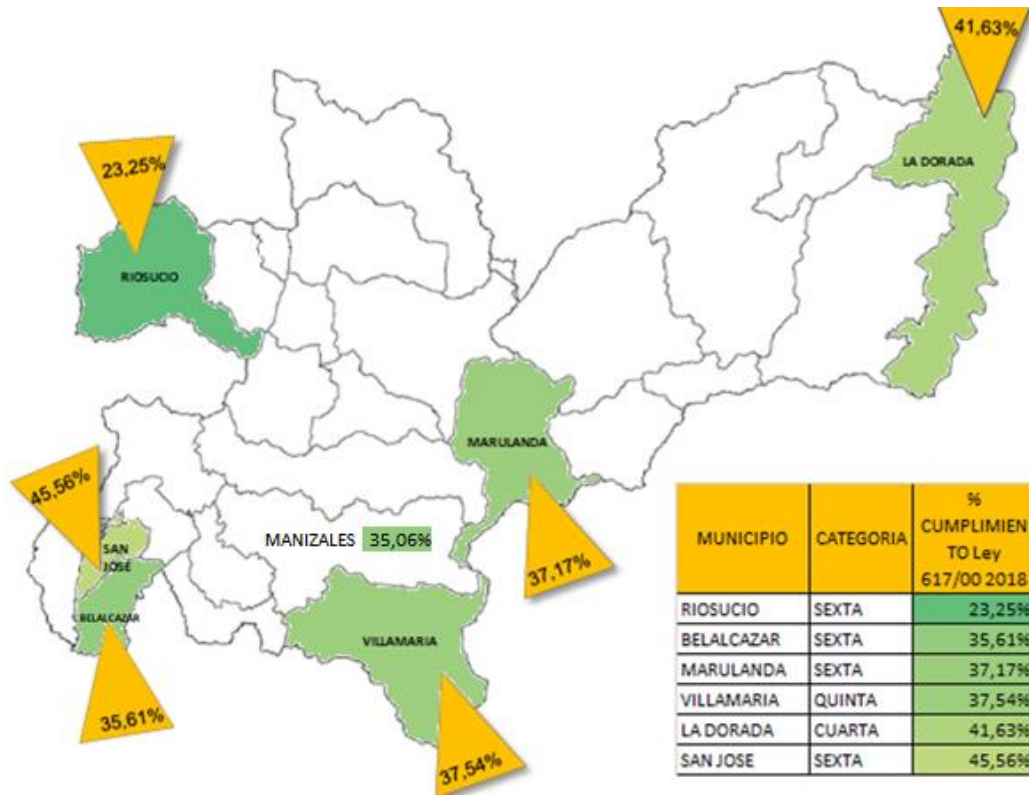 41,63%
LA DORADA
23,25%
RIOSUCIO
MARULANDA
45,56%
SAN
JOSÉ
MANIZALES 35,06%
37,17%
BELALCAZAR
VILLAMARIA
35,61%
37,54%
MUNICIPIO CATEGORIA %
CUMPLIMIEN
TO Ley
617/00 2018
RIOSUCIO SEXTA 23,25%
BELALCAZAR SEXTA 35,61%
MARULANDA SEXTA 37,17%
VILLAMARIA QUINTA 37,54%
LA DORADA CUARTA 41,63%
SAN JOSE SEXTA 45,56%